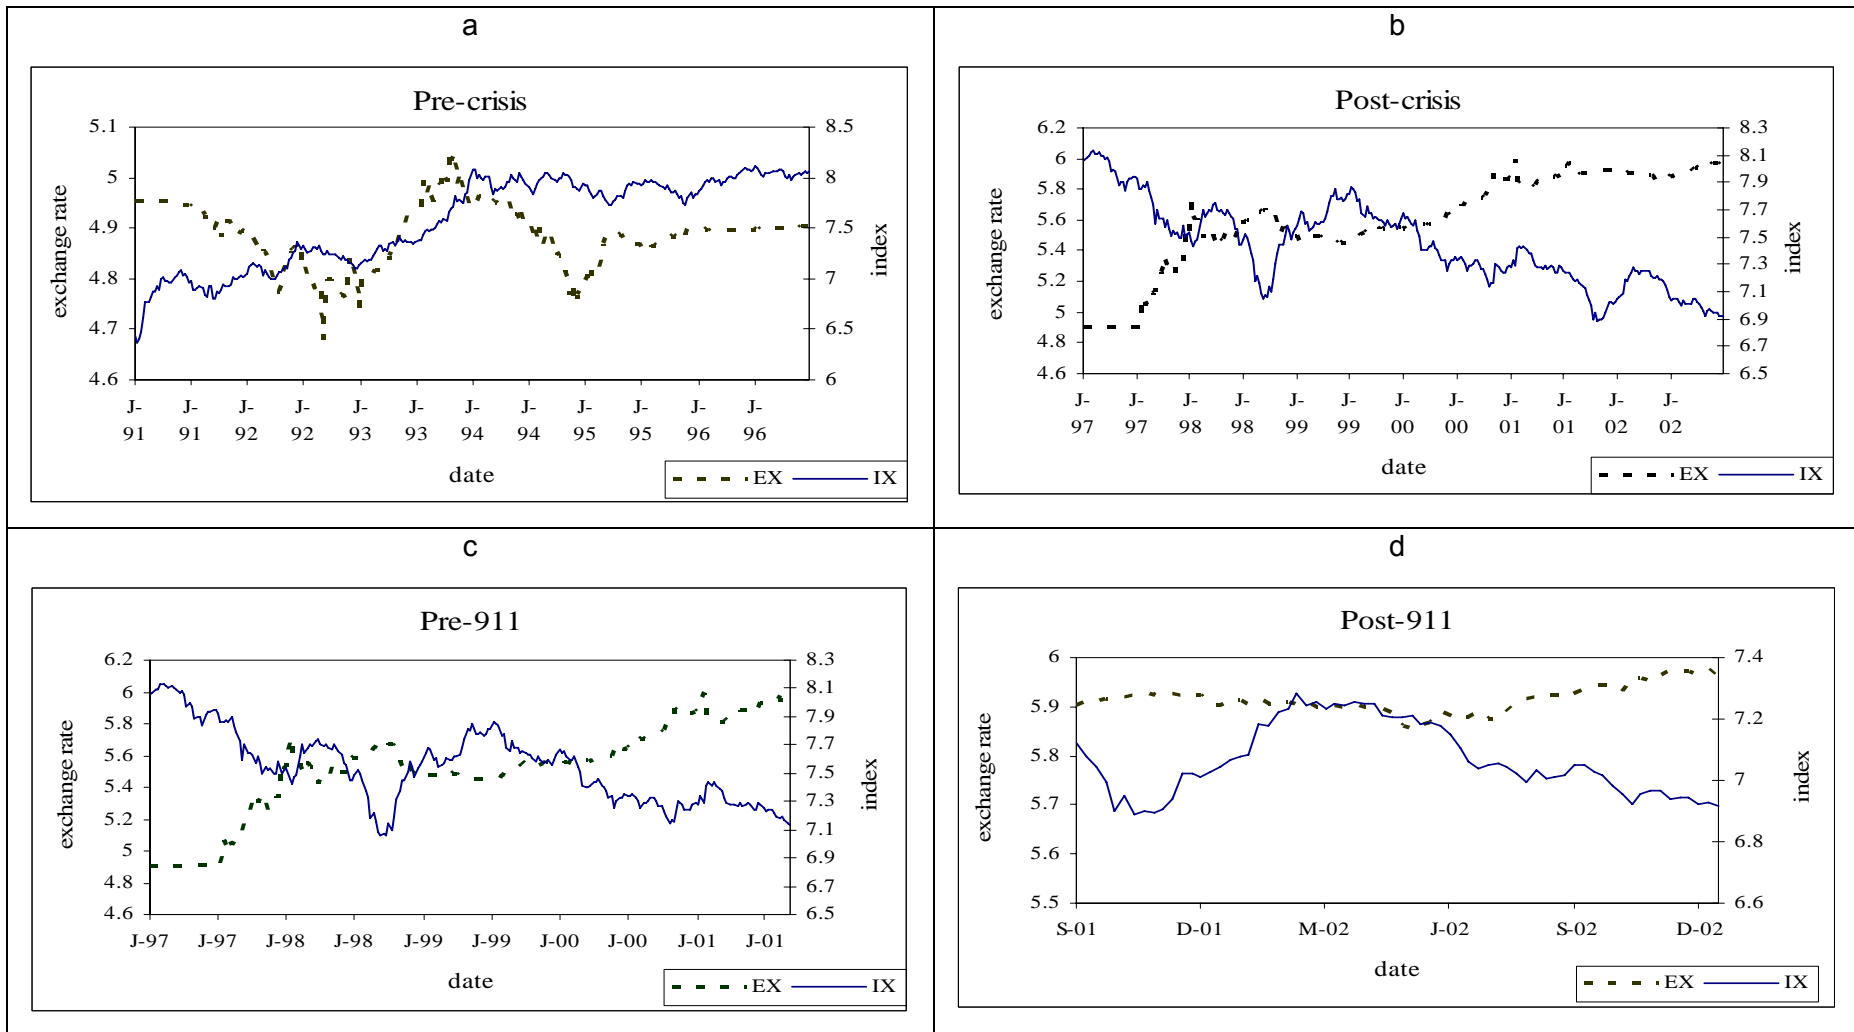 a
Pre-crisis
exchange rate
5.1
5
4.9
4.8
4.7
4.6
8.5
8
7.5
7
6.5
6
index
J- J- J- J- J- J- J- J- J- J- J- J-
91 91 92 92 93 93 94 94 95 95 96 96
date
EX IX
b
Post-crisis
exchange rate
6.2
6
5.8
5.6
5.4
5.2
5
4.8
4.6
8.3
8.1
7.9
7.7
7.5
7.3
7.1
6.9
6.7
6.5
index
J- J- J- J- J- J- J- J- J- J- J- J-
97 97 98 98 99 99 00 00 01 01 02 02
date
EX IX
c
Pre-911
exchange rate
6.2
6
5.8
5.6
5.4
5.2
5
4.8
4.6
8.3
8.1
7.9
7.7
7.5
7.3
7.1
6.9
6.7
6.5
index
J-97 J-97 J-98 J-98 J-99 J-99 J-00 J-00 J-01 J-01
date
EX IX
d
Post-911
exchange rate
6
5.9
5.8
5.7
5.6
5.5
7.4
7.2
7
6.8
6.6
index
S-01 D-01 M-02 J-02 S-02 D-02
date
EX IX